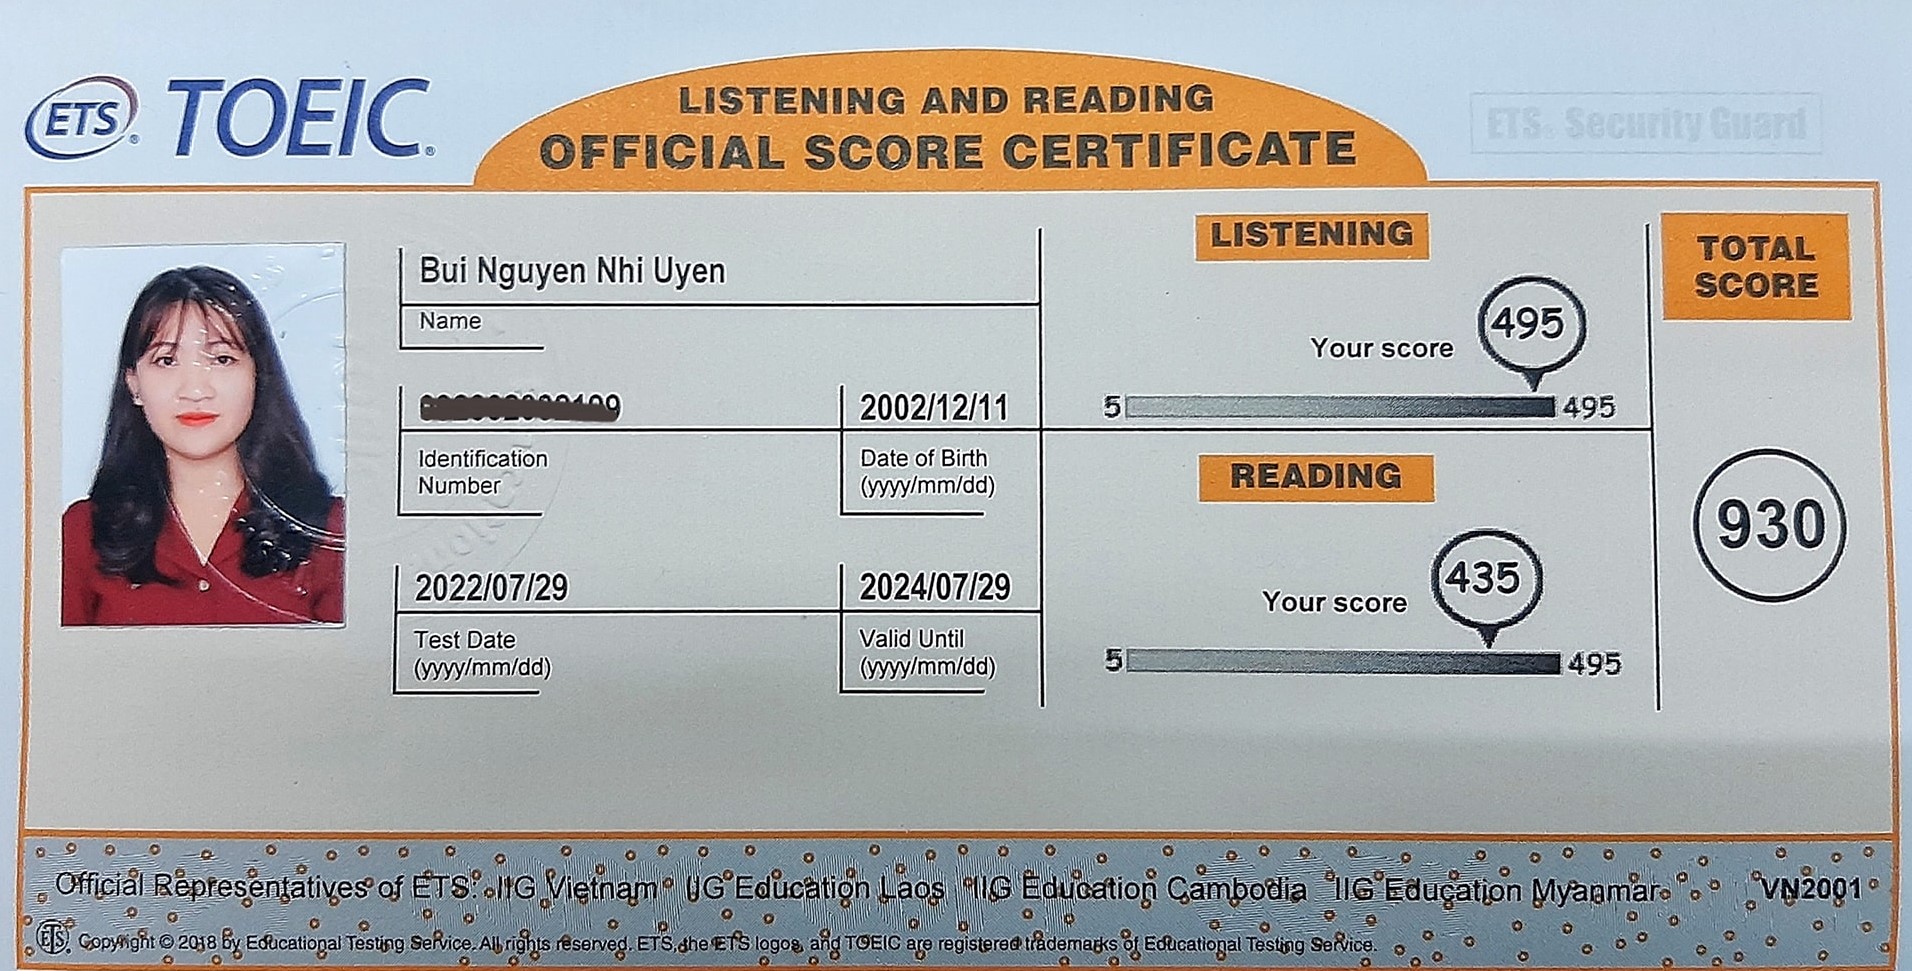 ETS® TOEIC®
LISTENING AND READING
OFFICIAL SCORE CERTIFICATE
ETS® Security Guard
Bui Nguyen Nhi Uyen
Name
Identification
Number
2002/12/11
Date of Birth
(yyyy/mm/dd)
2022/07/29
Test Date
(yyyy/mm/dd)
2024/07/29
Valid Until
(yyyy/mm/dd)
LISTENING
Your score
495
5 495
READING
Your score
435
5 495
TOTAL
SCORE
930
Official Representatives of ETS: IIG Vietnam IIG Education Laos IIG Education Cambodia IIG Education Myanmar VN2001
ETS® Copyright © 2018 by Educational Testing Service. All rights reserved. ETS, the ETS logos, and TOEIC are registered trademarks of Educational Testing Service.